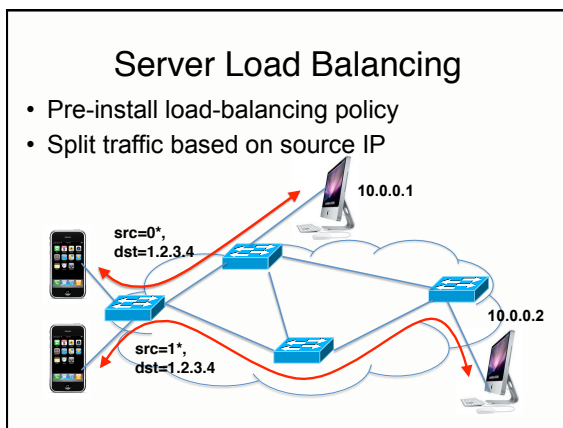 Server Load Balancing
• Pre-install load-balancing policy
• Split traffic based on source IP
10.0.0.1
src=0*,
dst=1.2.3.4
10.0.0.2
src=1*,
dst=1.2.3.4